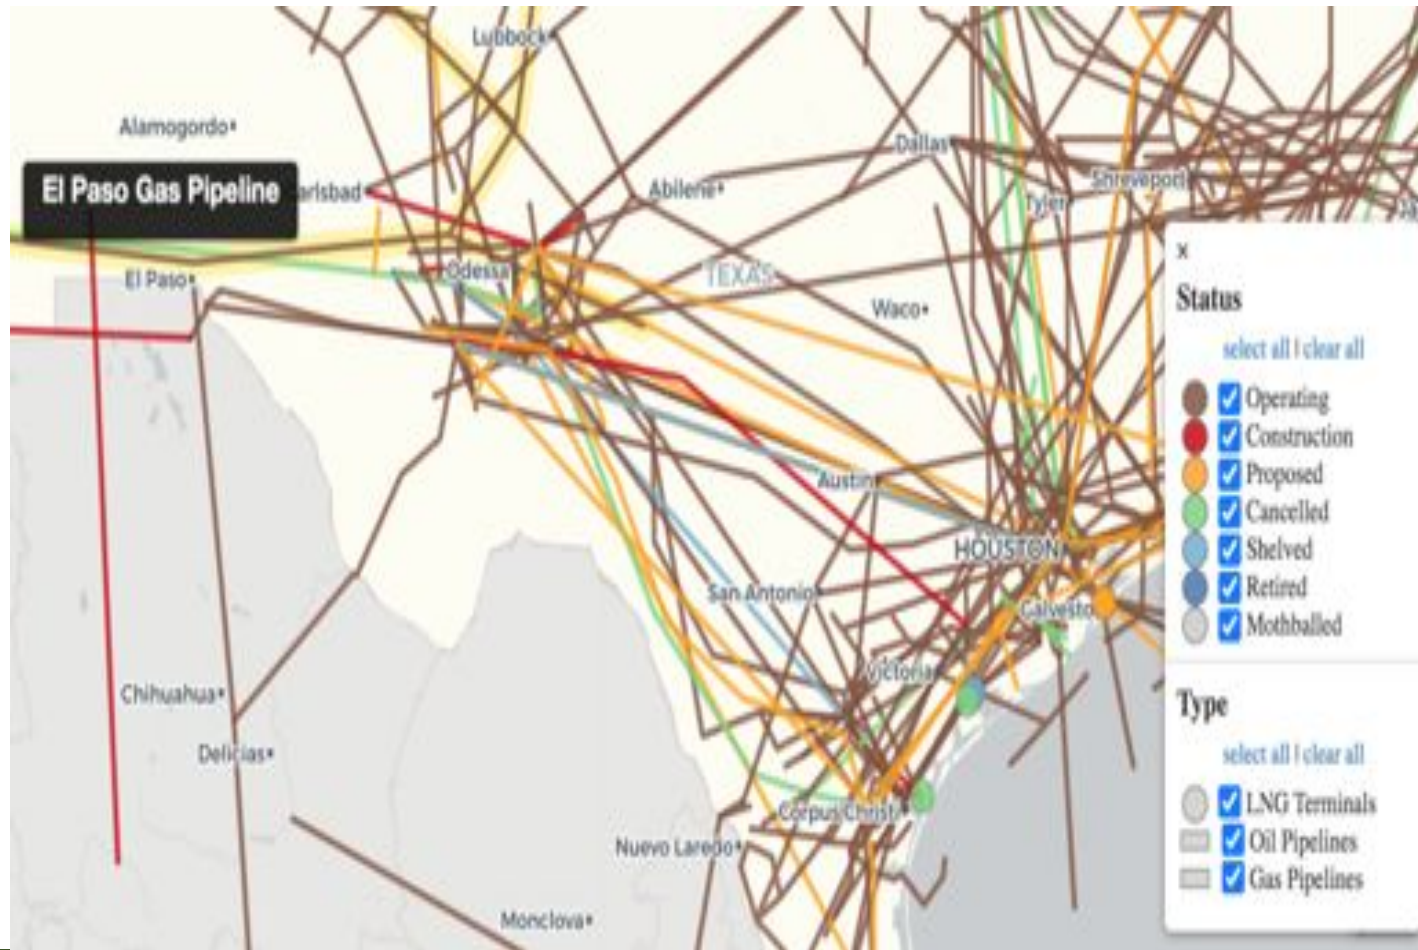 Lubbock
Alamogordo
El Paso Gas Pipeline
arlsbad
Abilene
Dallas
Shreveport
Tyler
El Paso
Odessa
TEXAS
Waco
Austin
HOUSTON
San Antonio
Galvesto
Victoria
Chihuahua
Delicias
Corpus Christi
Nuevo Laredo
Monclova
x
Status
select all | clear all
Operating
Construction
Proposed
Cancelled
Shelved
Retired
Mothballed
Type
select all | clear all
LNG Terminals
Oil Pipelines
Gas Pipelines